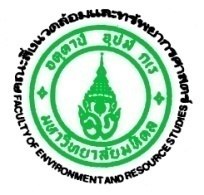 คณะสิ่งแวดล้อมและทรัพยากรศาสตร์
อตฺตานํ อุปมํ กเร
มหาวิทยาลัยมหิดล
FACULTY OF ENVIRONMENT AND RESOURCE STUDIES